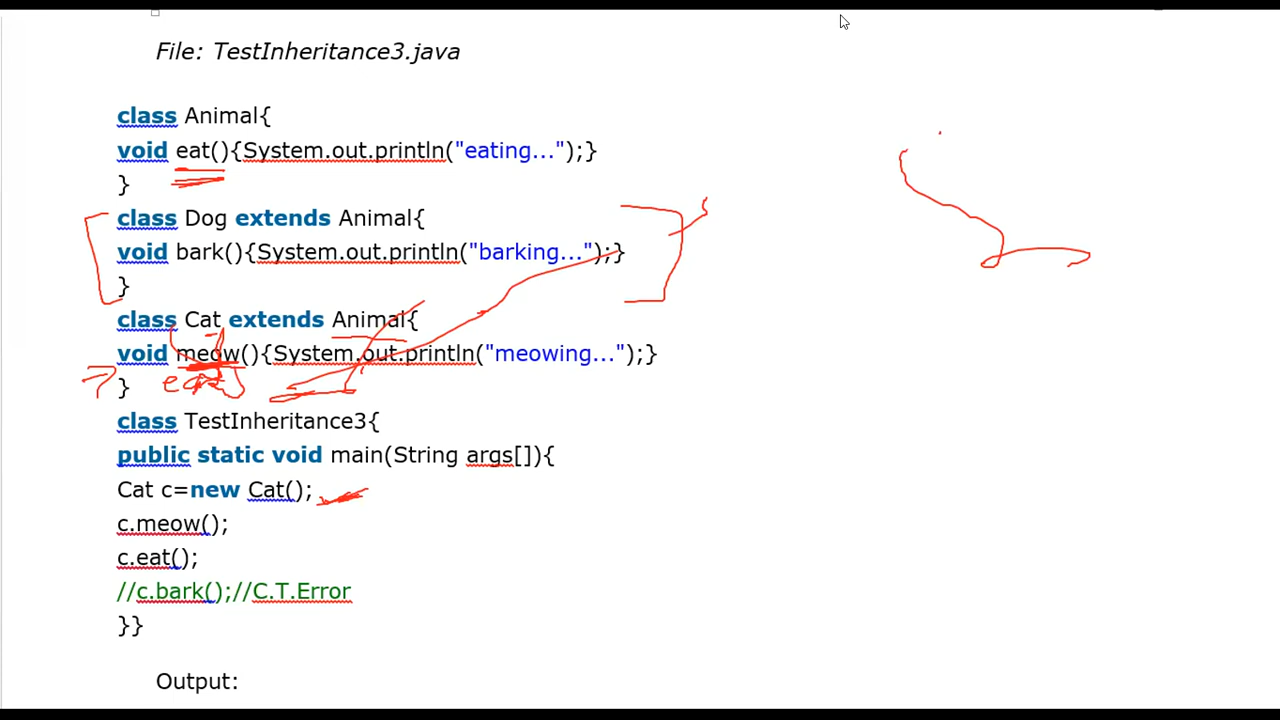 File: TestInheritance3.java
class Animal{
void eat(){System.out.println("eating...");}
}
class Dog extends Animal{
void bark(){System.out.println("barking...");}
}
class Cat extends Animal{
void meow(){System.out.println("meowing...");}
}
class TestInheritance3{
public static void main(String args[]){
Cat c=new Cat();
c.meow();
c.eat();
//c.bark();//C.T.Error
}}
Output: